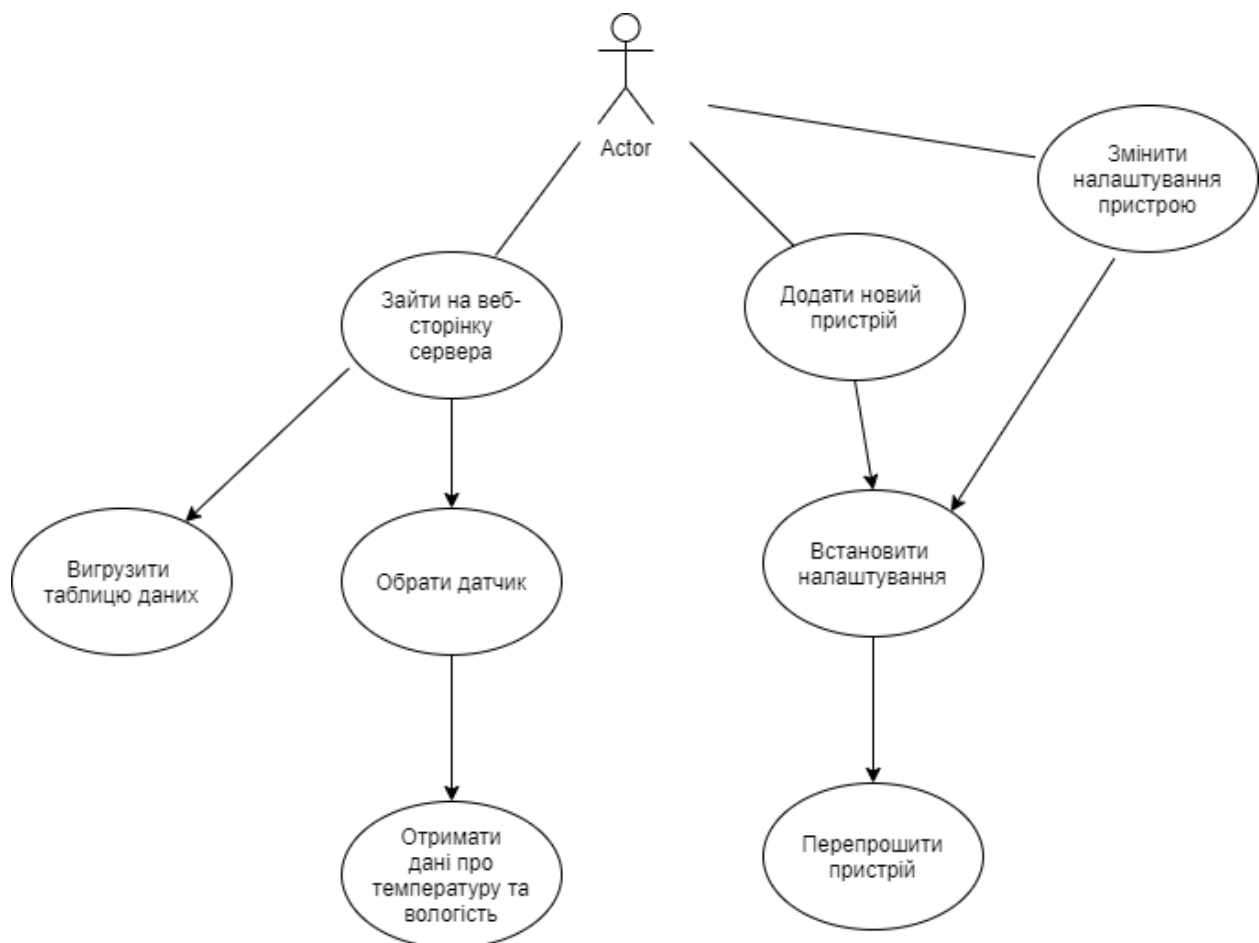 Actor
Змінити
налаштування
пристрою
Зайти на веб-
сторінку
сервера
Додати новий
пристрій
Вигрузити
таблицю даних
Обрати датчик
Встановити
налаштування
Отримати
дані про
температуру та
вологість
Перепрошити
пристрій